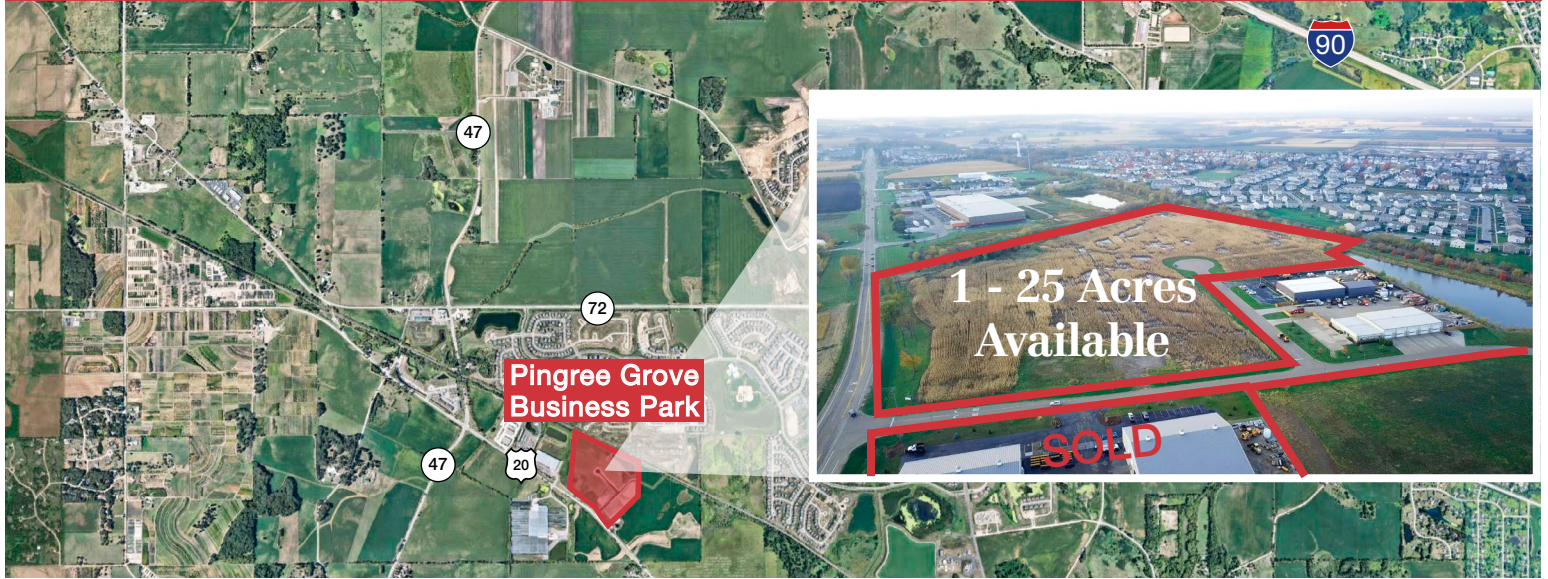 90
47
72
1 - 25 Acres
Available
Pingree Grove
Business Park
47
20
SOLD